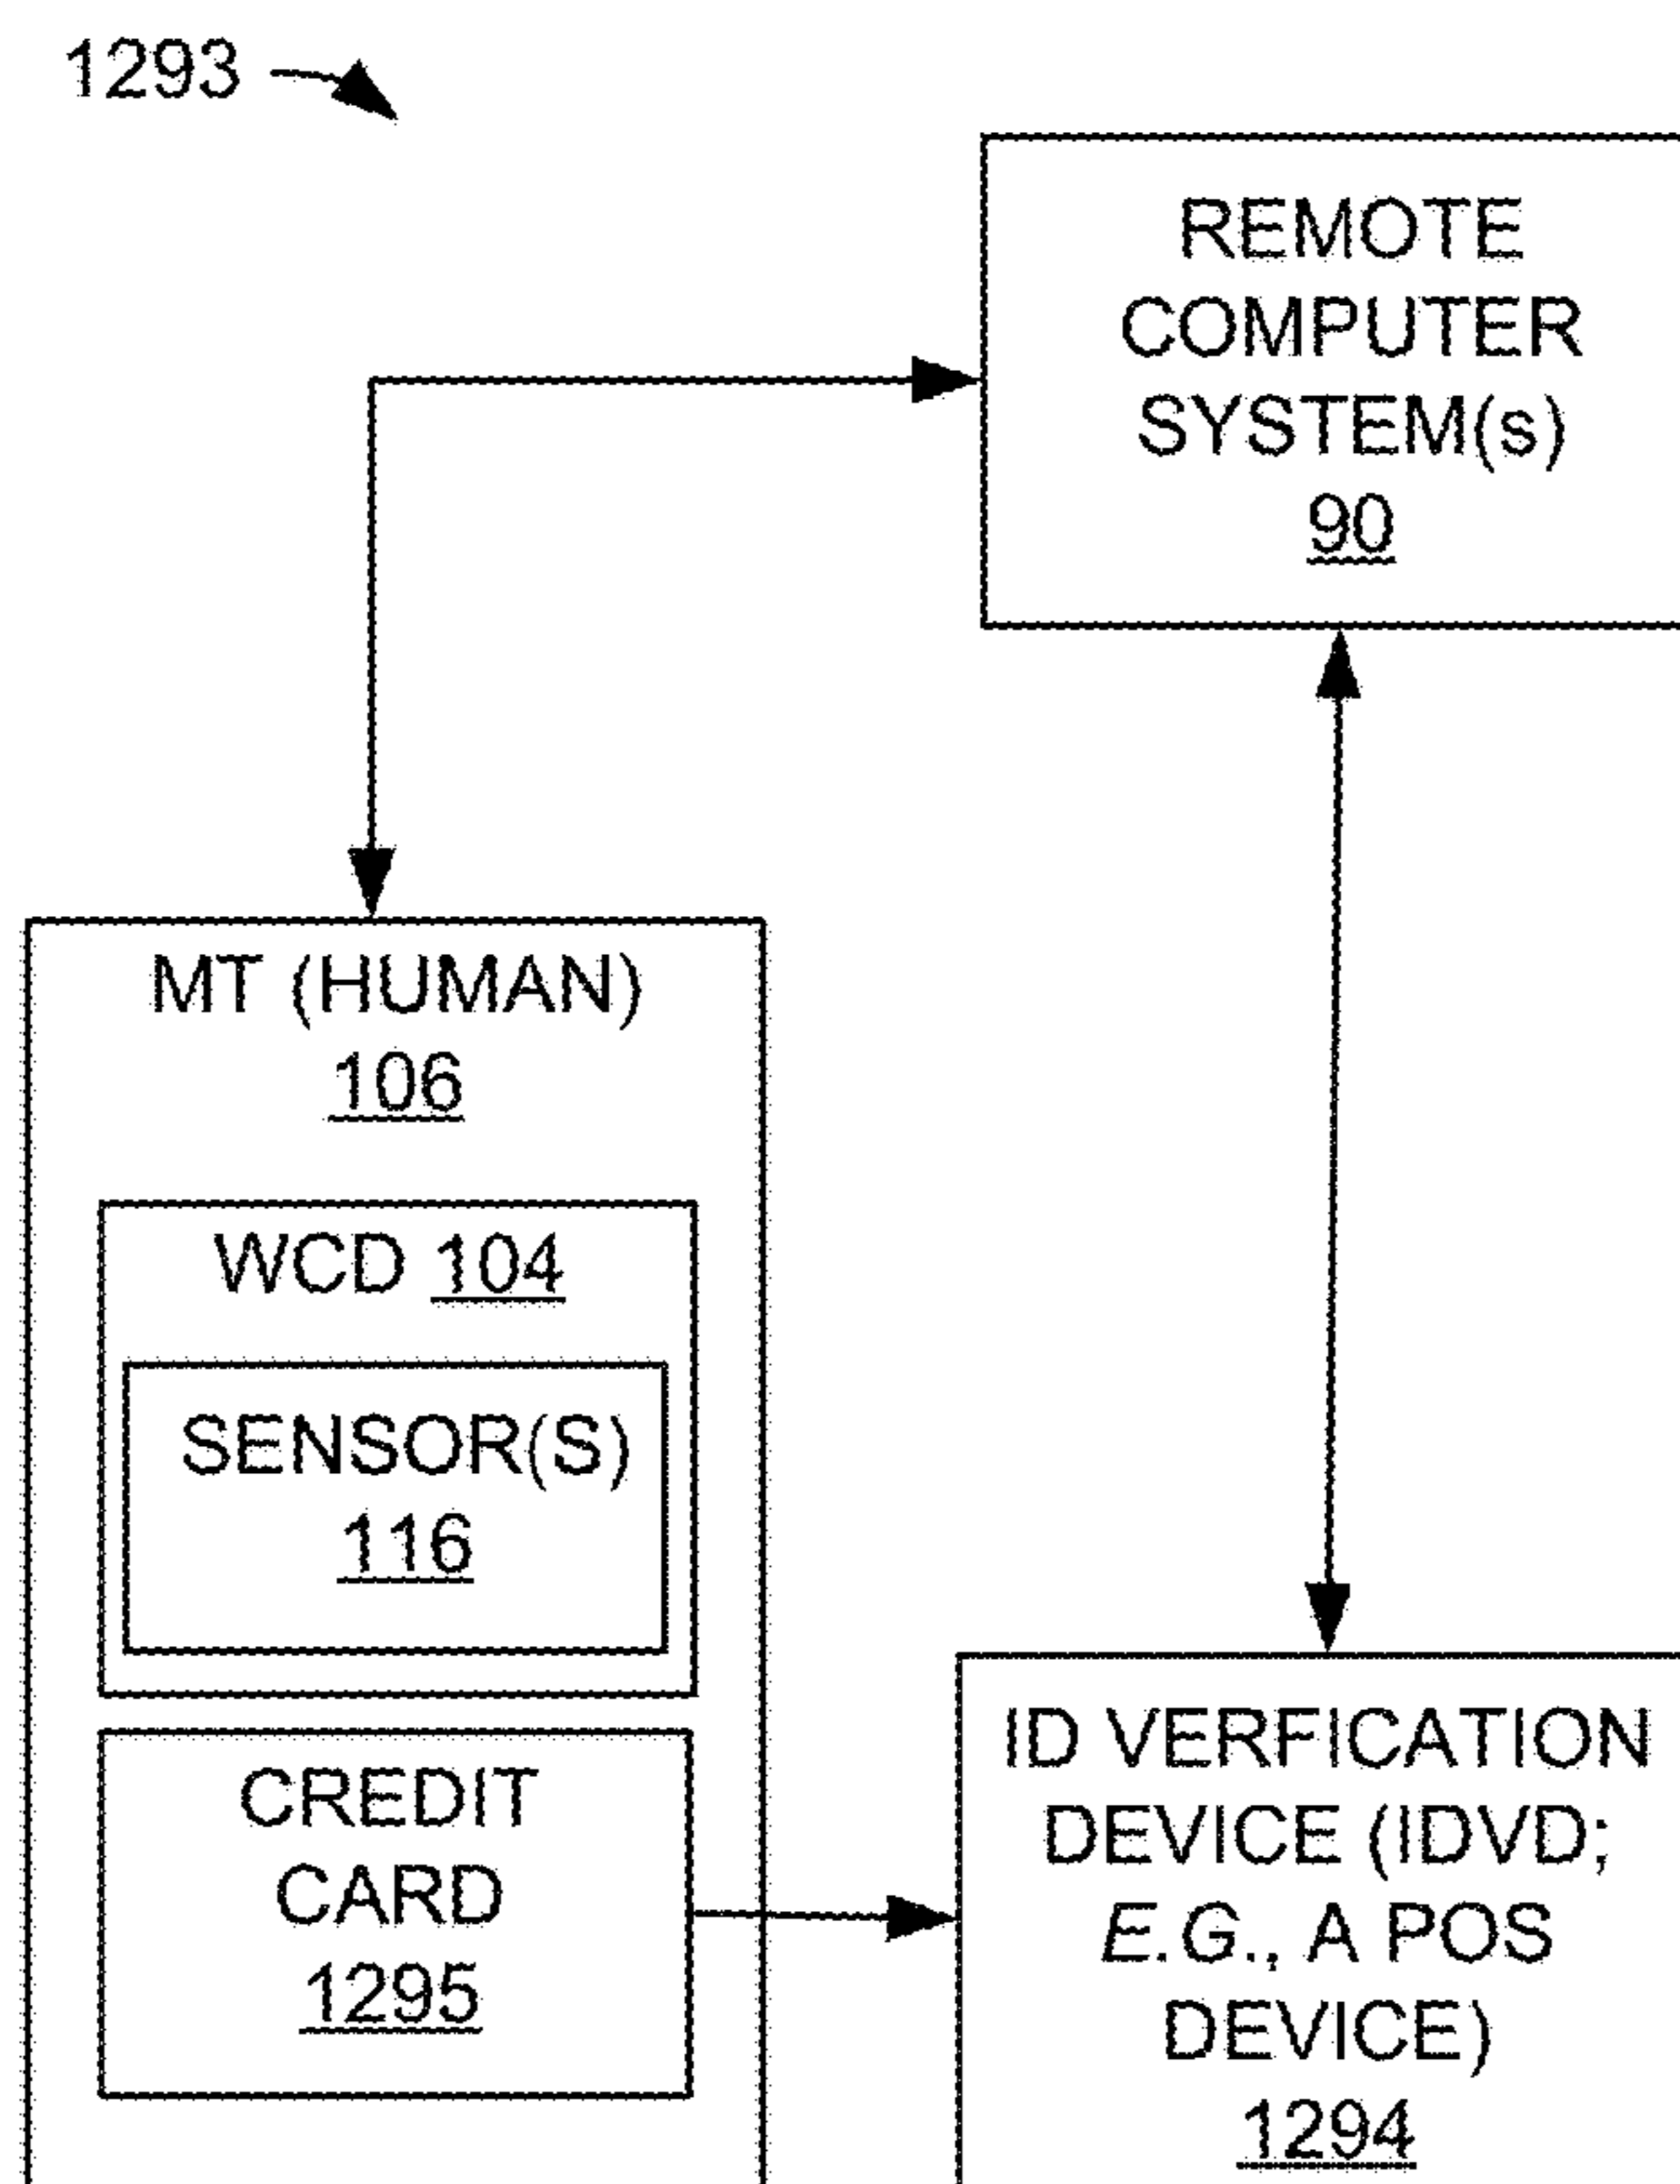 1293
REMOTE
COMPUTER
SYSTEM(s)
90
MT (HUMAN)
106
WCD 104
SENSOR(S)
116
CREDIT
CARD
1295
ID VERFICATION
DEVICE (IDVD;
E.G., A POS
DEVICE)
1294